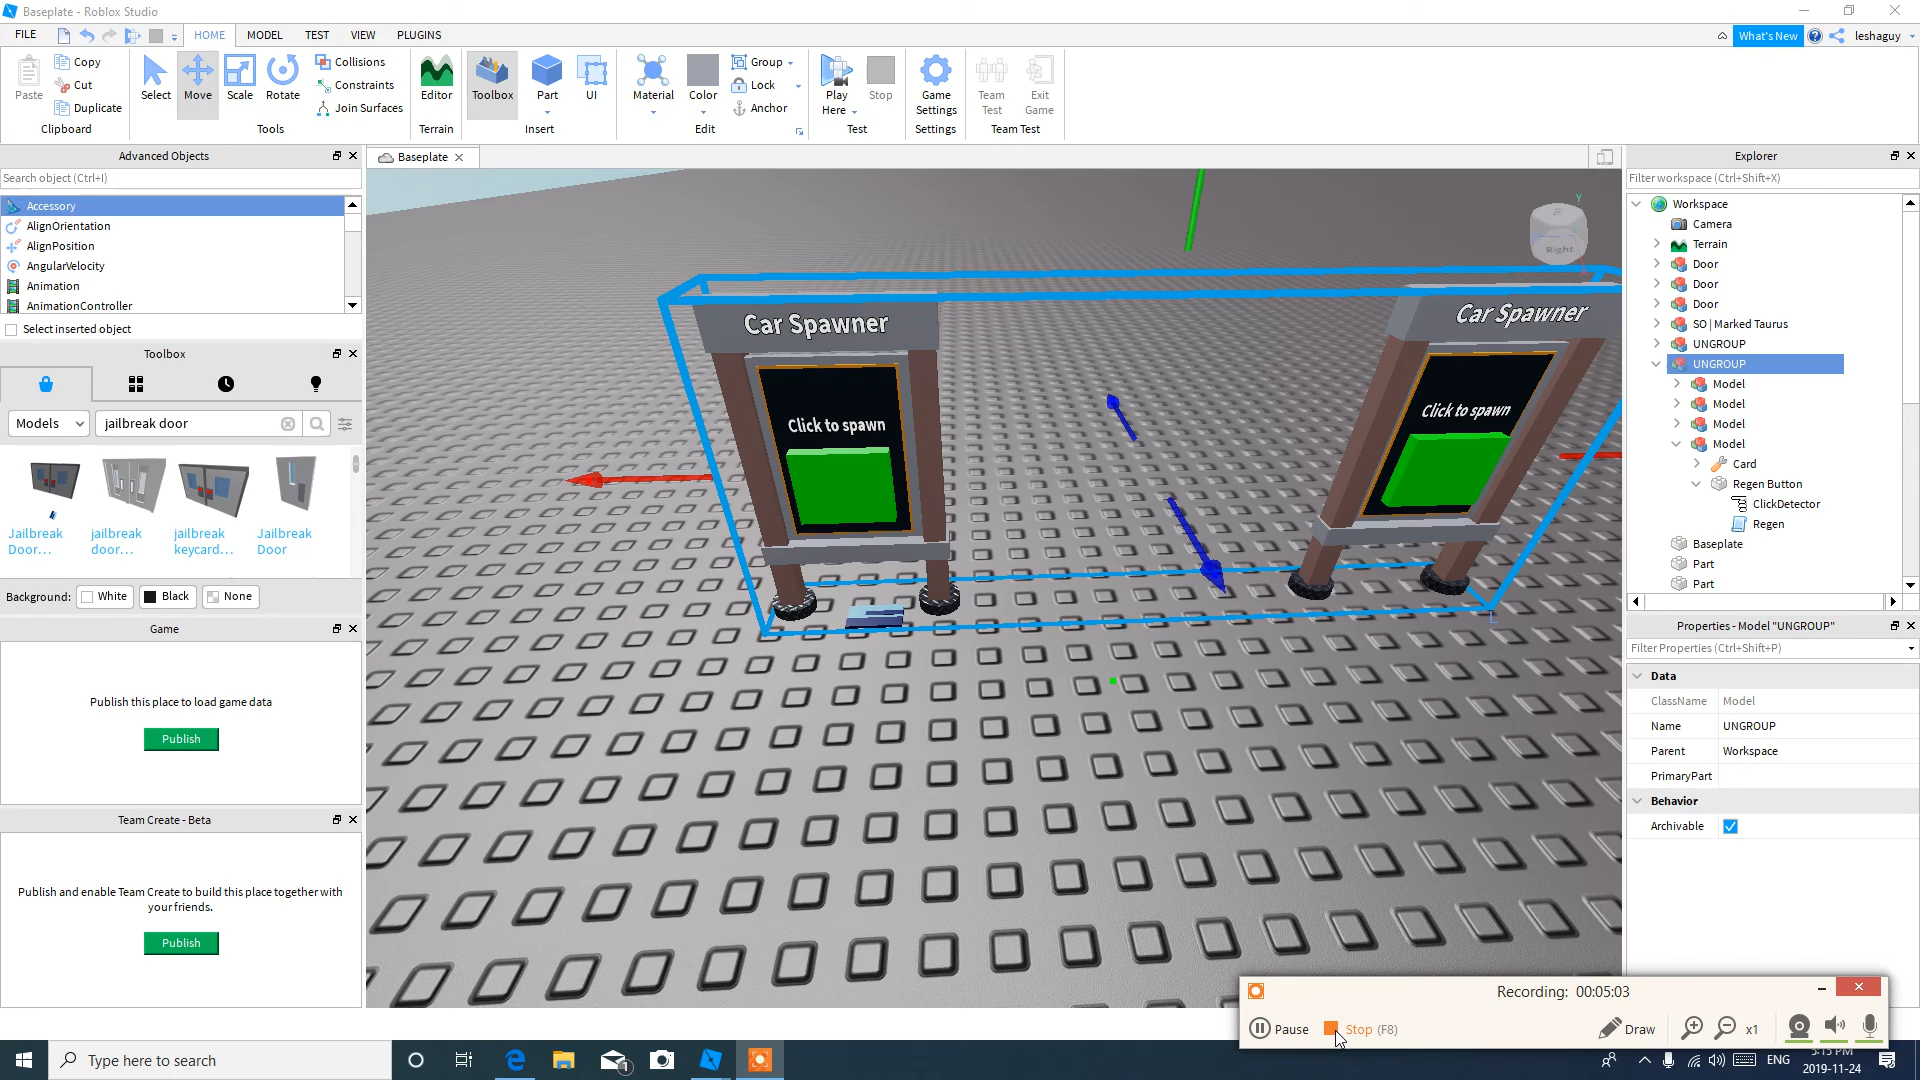 Baseplate - Roblox Studio
FILE HOME MODEL TEST VIEW PLUGINS What's New leshaguy
Paste Copy Cut Duplicate Clipboard
Select Move Scale Rotate Collisions Constraints Join Surfaces Tools
Editor Terrain
Toolbox Part UI Insert
Material Color Group Lock Anchor Edit
Play Here Stop Test
Game Settings Settings
Team Test Exit Game Team Test
Advanced Objects
Search object (Ctrl+I)
Accessory
AlignOrientation
AlignPosition
AngularVelocity
Animation
AnimationController
Select inserted object
Toolbox
Models jailbreak door
Jailbreak Door...
jailbreak door...
jailbreak keycard...
Jailbreak Door
Background: White Black None
Game
Publish this place to load game data
Publish
Team Create - Beta
Publish and enable Team Create to build this place together with
your friends.
Publish
Baseplate
Right
Y
Car Spawner
Click to spawn
Car Spawner
Click to spawn
Explorer
Filter workspace (Ctrl+Shift+X)
Workspace
Camera
Terrain
Door
Door
Door
SO | Marked Taurus
UNGROUP
UNGROUP
Model
Model
Model
Model
Card
Regen Button
ClickDetector
Regen
Baseplate
Part
Part
Properties - Model "UNGROUP"
Filter Properties (Ctrl+Shift+P)
Data
ClassName Model
Name UNGROUP
Parent Workspace
PrimaryPart
Behavior
Archivable
Recording: 00:05:03
Pause Stop (F8) Draw x1
Type here to search
1
ENG
5:15 PM
2019-11-24